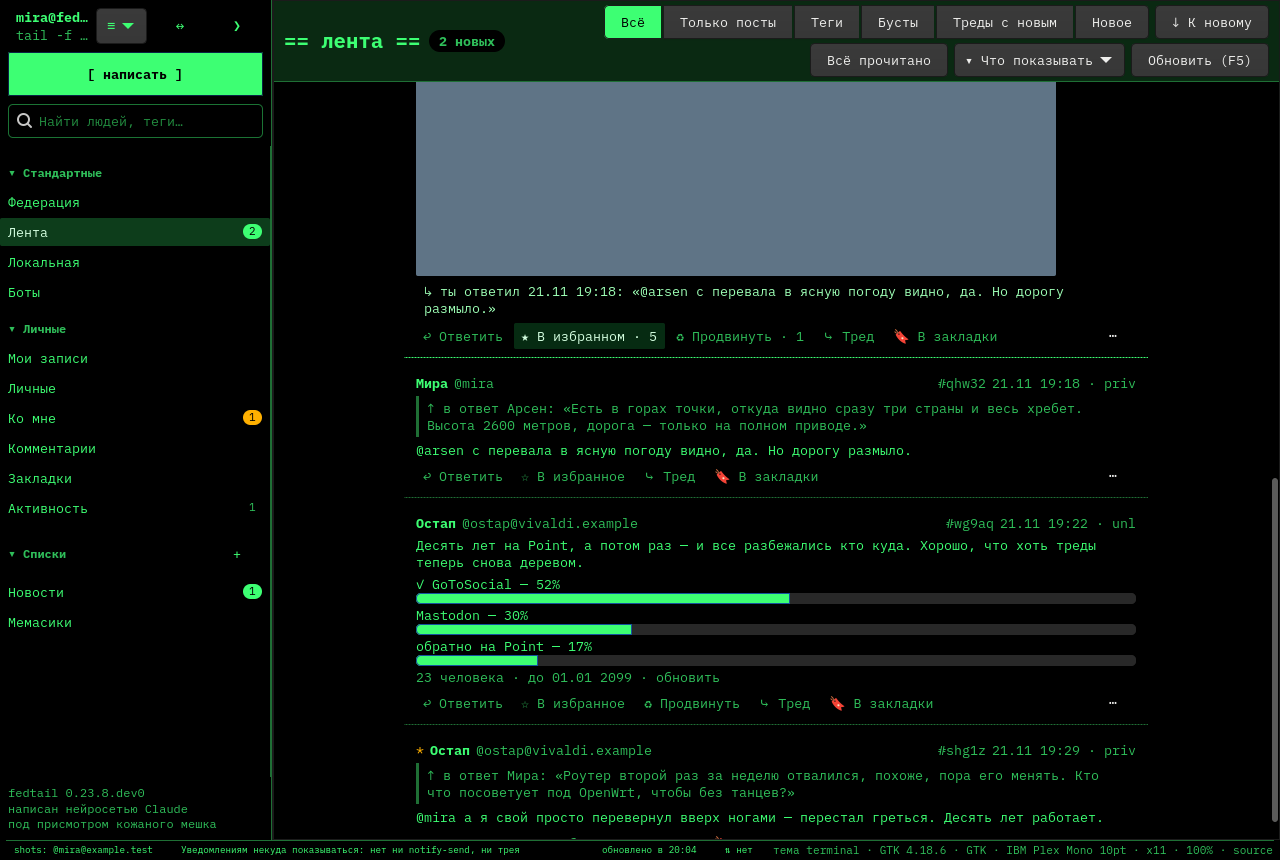 mira@fed…
tail -f …
[ написать ]
Найти людей, теги…
▾ Стандартные
Федерация
Лента 2
Локальная
Боты
▾ Личные
Мои записи
Личные
Ко мне 1
Комментарии
Закладки
Активность 1
▾ Списки +
Новости 1
Мемасики
fedtail 0.23.8.dev0
написан нейросетью Claude
под присмотром кожаного мешка
== лента == 2 новых
Всё Только посты Теги Бусты Треды с новым Новое ↓ К новому
Всё прочитано ▾ Что показывать Обновить (F5)
↳ ты ответил 21.11 19:18: «@arsen с перевала в ясную погоду видно, да. Но дорогу
размыло.»
↩ Ответить ★ В избранном · 5 ♻ Продвинуть · 1 ⤷ Тред 🔖 В закладки …
Мира @mira #qhw32 21.11 19:18 · priv
↑ в ответ Арсен: «Есть в горах точки, откуда видно сразу три страны и весь хребет.
Высота 2600 метров, дорога — только на полном приводе.»
@arsen с перевала в ясную погоду видно, да. Но дорогу размыло.
↩ Ответить ☆ В избранное ⤷ Тред 🔖 В закладки …
Остап @ostap@vivaldi.example #wg9aq 21.11 19:22 · unl
Десять лет на Point, а потом раз — и все разбежались кто куда. Хорошо, что хоть треды
теперь снова деревом.
✓ GoToSocial — 52%
Mastodon — 30%
обратно на Point — 17%
23 человека · до 01.01 2099 · обновить
↩ Ответить ☆ В избранное ♻ Продвинуть ⤷ Тред 🔖 В закладки …
* Остап @ostap@vivaldi.example #shg1z 21.11 19:29 · priv
↑ в ответ Мира: «Роутер второй раз за неделю отвалился, похоже, пора его менять. Кто
что посоветует под OpenWrt, чтобы без танцев?»
@mira а я свой просто перевернул вверх ногами — перестал греться. Десять лет работает.
shots: @mira@example.test Уведомлениям некуда показываться: нет ни notify-send, ни трея обновлено в 20:04 ⇅ нет тема terminal · GTK 4.18.6 · GTK · IBM Plex Mono 10pt · x11 · 100% · source